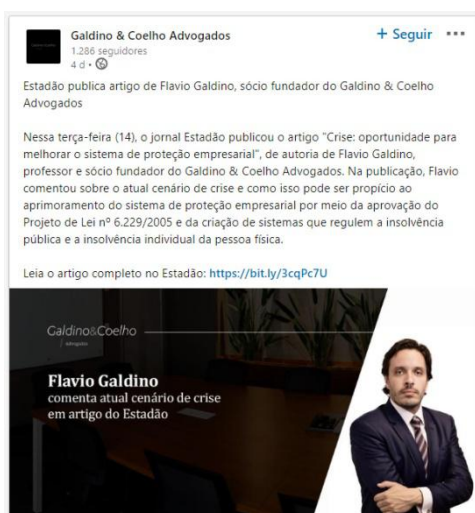 Galdino & Coelho Advogados
+ Seguir
1.286 seguidores
4 d •
Estadão publica artigo de Flavio Galdino, sócio fundador do Galdino & Coelho
Advogados
Nessa terça-feira (14), o jornal Estadão publicou o artigo "Crise: oportunidade para
melhorar o sistema de proteção empresarial", de autoria de Flavio Galdino,
professor e sócio fundador do Galdino & Coelho Advogados. Na publicação, Flavio
comentou sobre o atual cenário de crise e como isso pode ser propício ao
aprimoramento do sistema de proteção empresarial por meio da aprovação do
Projeto de Lei nº 6.229/2005 e da criação de sistemas que regulem a insolvência
pública e a insolvência individual da pessoa física.
Leia o artigo completo no Estadão: https://bit.ly/3cqPc7U
Galdino&Coelho
Advogados
Flavio Galdino
comenta atual cenário de crise
em artigo do Estadão